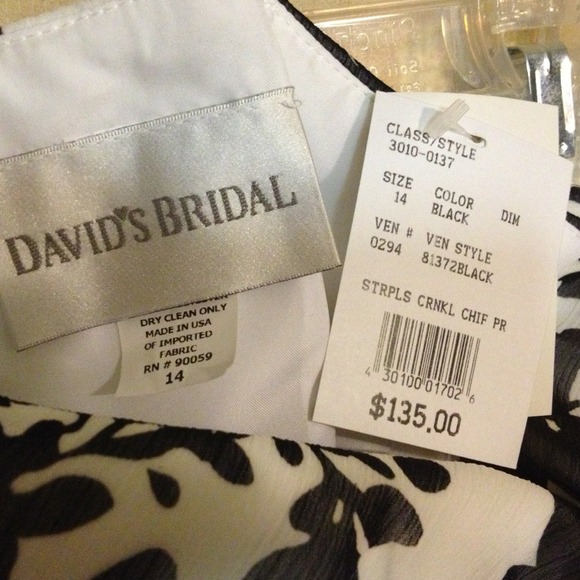 DAVID'S BRIDAL
DRY CLEAN ONLY
MADE IN USA
OF IMPORTED
FABRIC
RN # 90059
14
CLASS/STYLE
3010-0137
SIZE COLOR DIM
14 BLACK
VEN # VEN STYLE
0294 81372BLACK
STRPLS CRNKL CHIF PR
4 30100 01702 6
$135.00